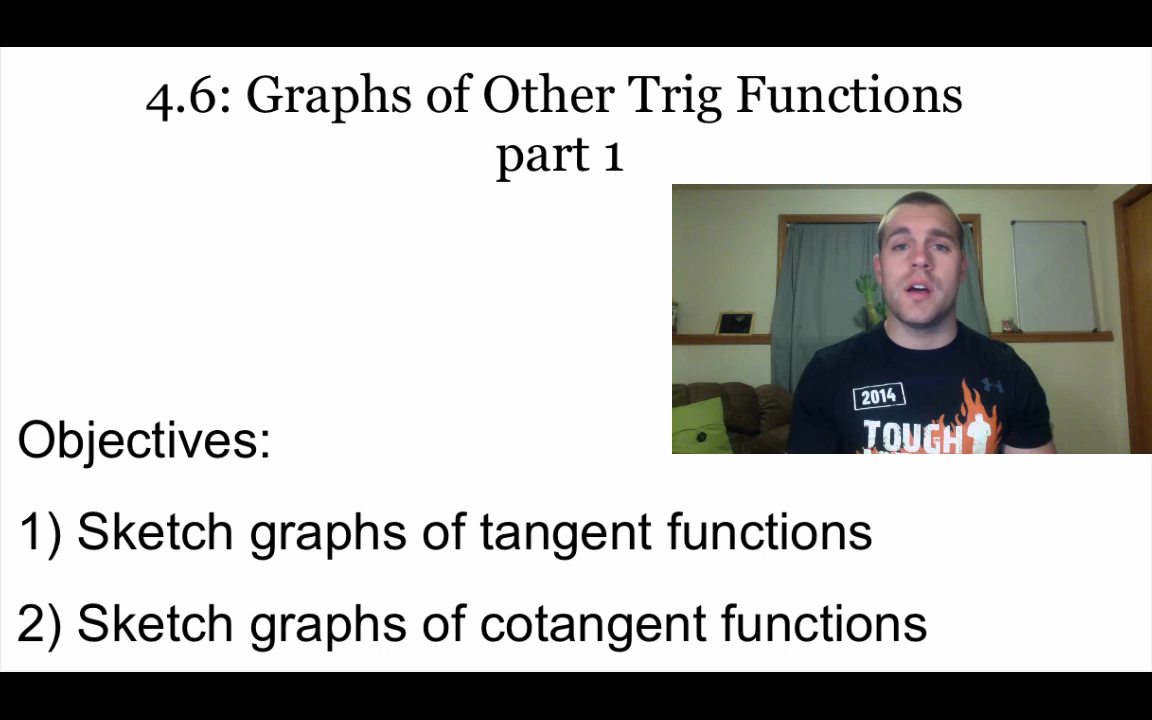 4.6: Graphs of Other Trig Functions
part 1
2014
TOUGH
Objectives:
1) Sketch graphs of tangent functions
2) Sketch graphs of cotangent functions